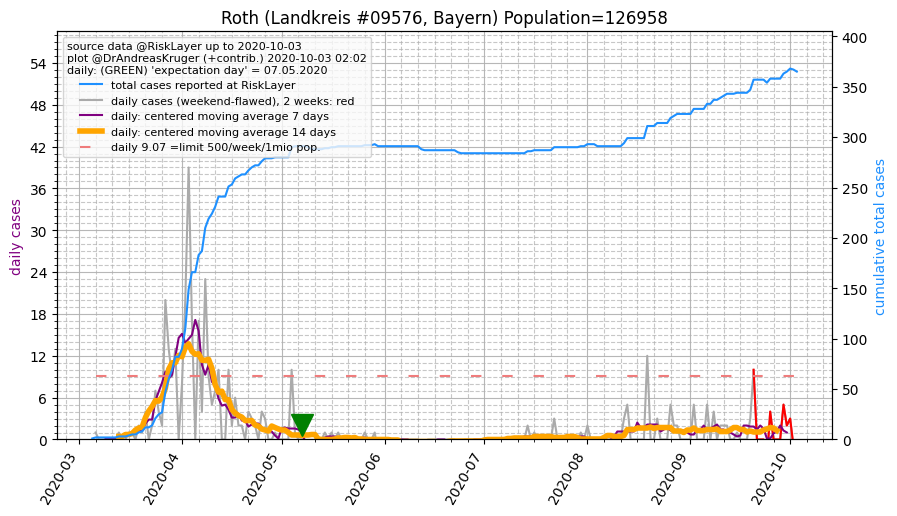 Roth (Landkreis #09576, Bayern) Population=126958
source data @RiskLayer up to 2020-10-03
plot @DrAndreasKruger (+contrib.) 2020-10-03 02:02
daily: (GREEN) 'expectation day' = 07.05.2020
total cases reported at RiskLayer
daily cases (weekend-flawed), 2 weeks: red
daily: centered moving average 7 days
daily: centered moving average 14 days
daily 9.07 =limit 500/week/1mio pop.
daily cases
54
48
42
36
30
24
18
12
6
0
400
350
300
250
200
150
100
50
0
cumulative total cases
2020-03
2020-04
2020-05
2020-06
2020-07
2020-08
2020-09
2020-10